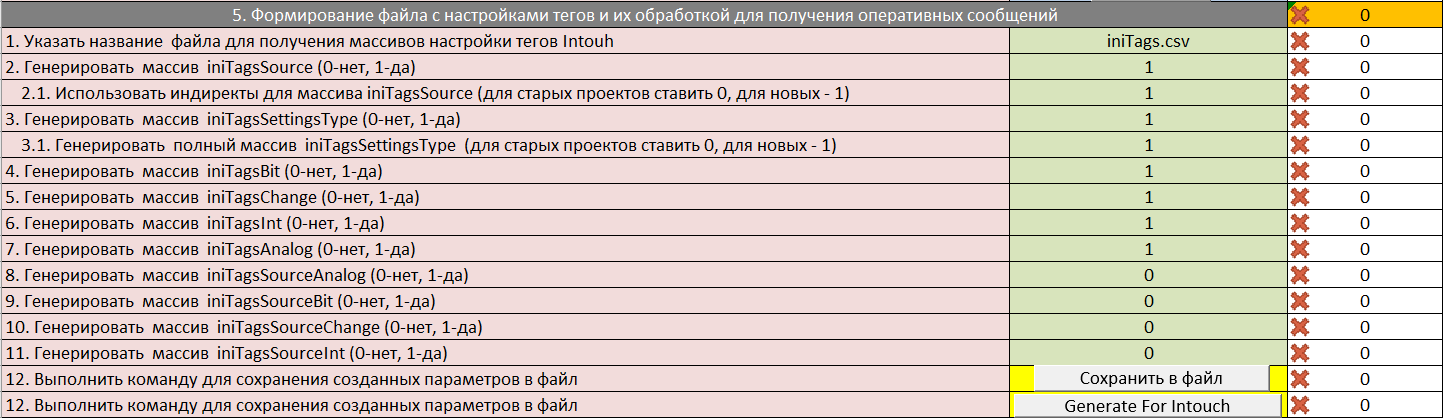 5. Формирование файла с настройками тегов и их обработкой для получения оперативных сообщений 0
1. Указать название файла для получения массивов настройки тегов Intouh iniTags.csv 0
2. Генерировать массив iniTagsSource (0-нет, 1-да) 1 0
2.1. Использовать индиректы для массива iniTagsSource (для старых проектов ставить 0, для новых - 1) 1 0
3. Генерировать массив iniTagsSettingsType (0-нет, 1-да) 1 0
3.1. Генерировать полный массив iniTagsSettingsType (для старых проектов ставить 0, для новых - 1) 1 0
4. Генерировать массив iniTagsBit (0-нет, 1-да) 1 0
5. Генерировать массив iniTagsChange (0-нет, 1-да) 1 0
6. Генерировать массив iniTagsInt (0-нет, 1-да) 1 0
7. Генерировать массив iniTagsAnalog (0-нет, 1-да) 1 0
8. Генерировать массив iniTagsSourceAnalog (0-нет, 1-да) 0 0
9. Генерировать массив iniTagsSourceBit (0-нет, 1-да) 0 0
10. Генерировать массив iniTagsSourceChange (0-нет, 1-да) 0 0
11. Генерировать массив iniTagsSourceInt (0-нет, 1-да) 0 0
12. Выполнить команду для сохранения созданных параметров в файл Сохранить в файл 0
12. Выполнить команду для сохранения созданных параметров в файл Generate For Intouch 0